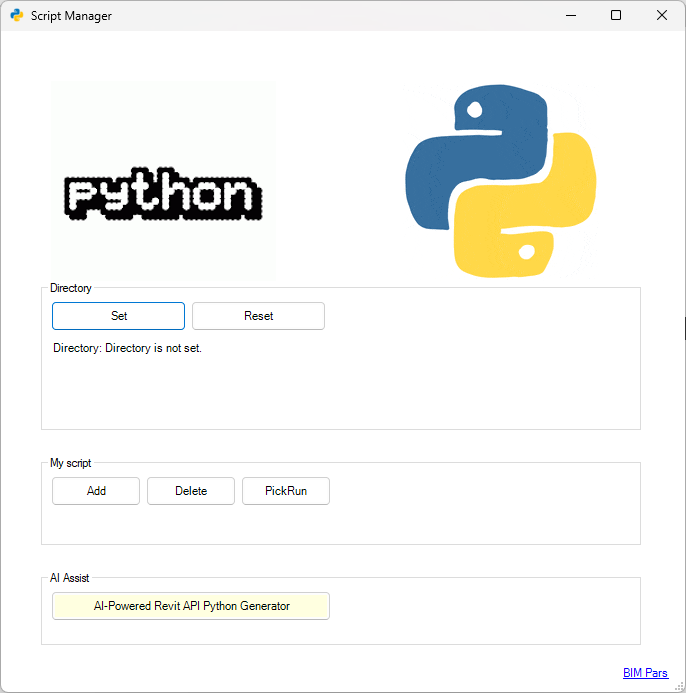 Script Manager
python
Directory
Set
Reset
Directory: Directory is not set.
My script
Add
Delete
PickRun
AI Assist
AI-Powered Revit API Python Generator
BIM Pars